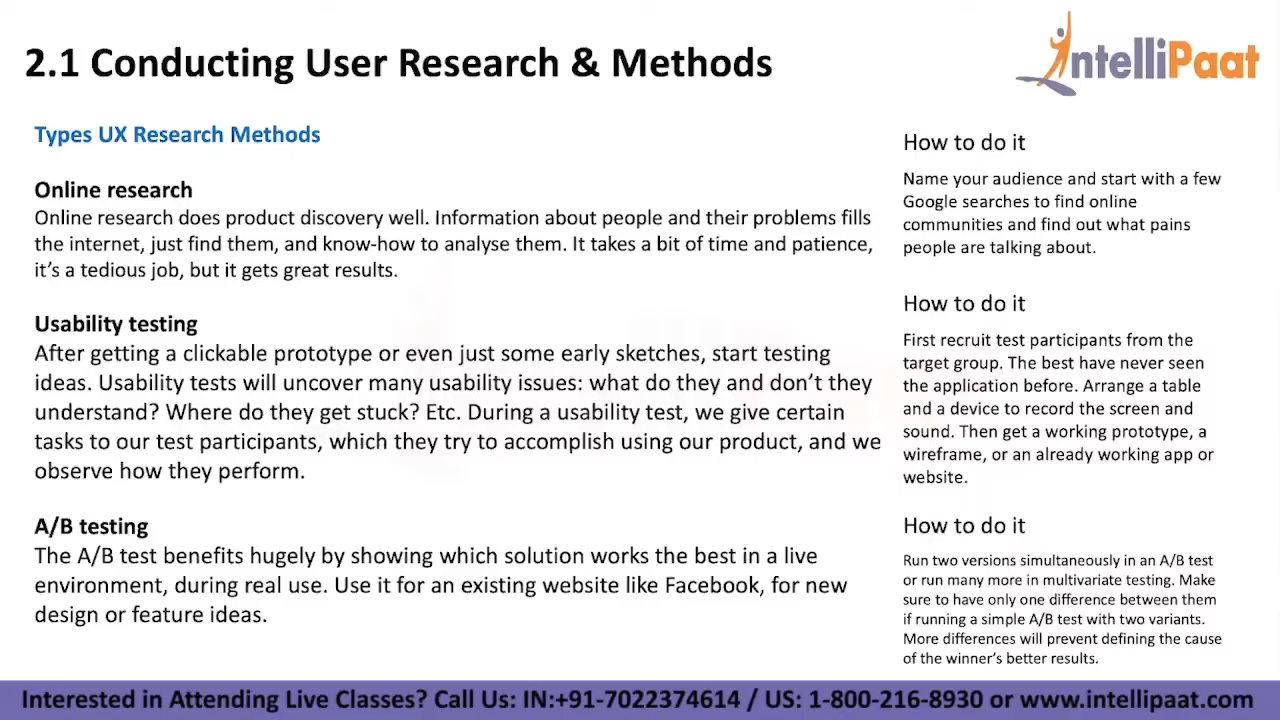 2.1 Conducting User Research & Methods
IntelliPaat
Types UX Research Methods
Online research
Online research does product discovery well. Information about people and their problems fills
the internet, just find them, and know-how to analyse them. It takes a bit of time and patience,
it's a tedious job, but it gets great results.
How to do it
Name your audience and start with a few
Google searches to find online
communities and find out what pains
people are talking about.
Usability testing
After getting a clickable prototype or even just some early sketches, start testing
ideas. Usability tests will uncover many usability issues: what do they and don't they
understand? Where do they get stuck? Etc. During a usability test, we give certain
tasks to our test participants, which they try to accomplish using our product, and we
observe how they perform.
How to do it
First recruit test participants from the
target group. The best have never seen
the application before. Arrange a table
and a device to record the screen and
sound. Then get a working prototype, a
wireframe, or an already working app or
website.
A/B testing
The A/B test benefits hugely by showing which solution works the best in a live
environment, during real use. Use it for an existing website like Facebook, for new
design or feature ideas.
How to do it
Run two versions simultaneously in an A/B test
or run many more in multivariate testing. Make
sure to have only one difference between them
if running a simple A/B test with two variants.
More differences will prevent defining the cause
of the winner's better results.
Interested in Attending Live Classes? Call Us: IN:+91-7022374614 / US: 1-800-216-8930 or www.intellipaat.com